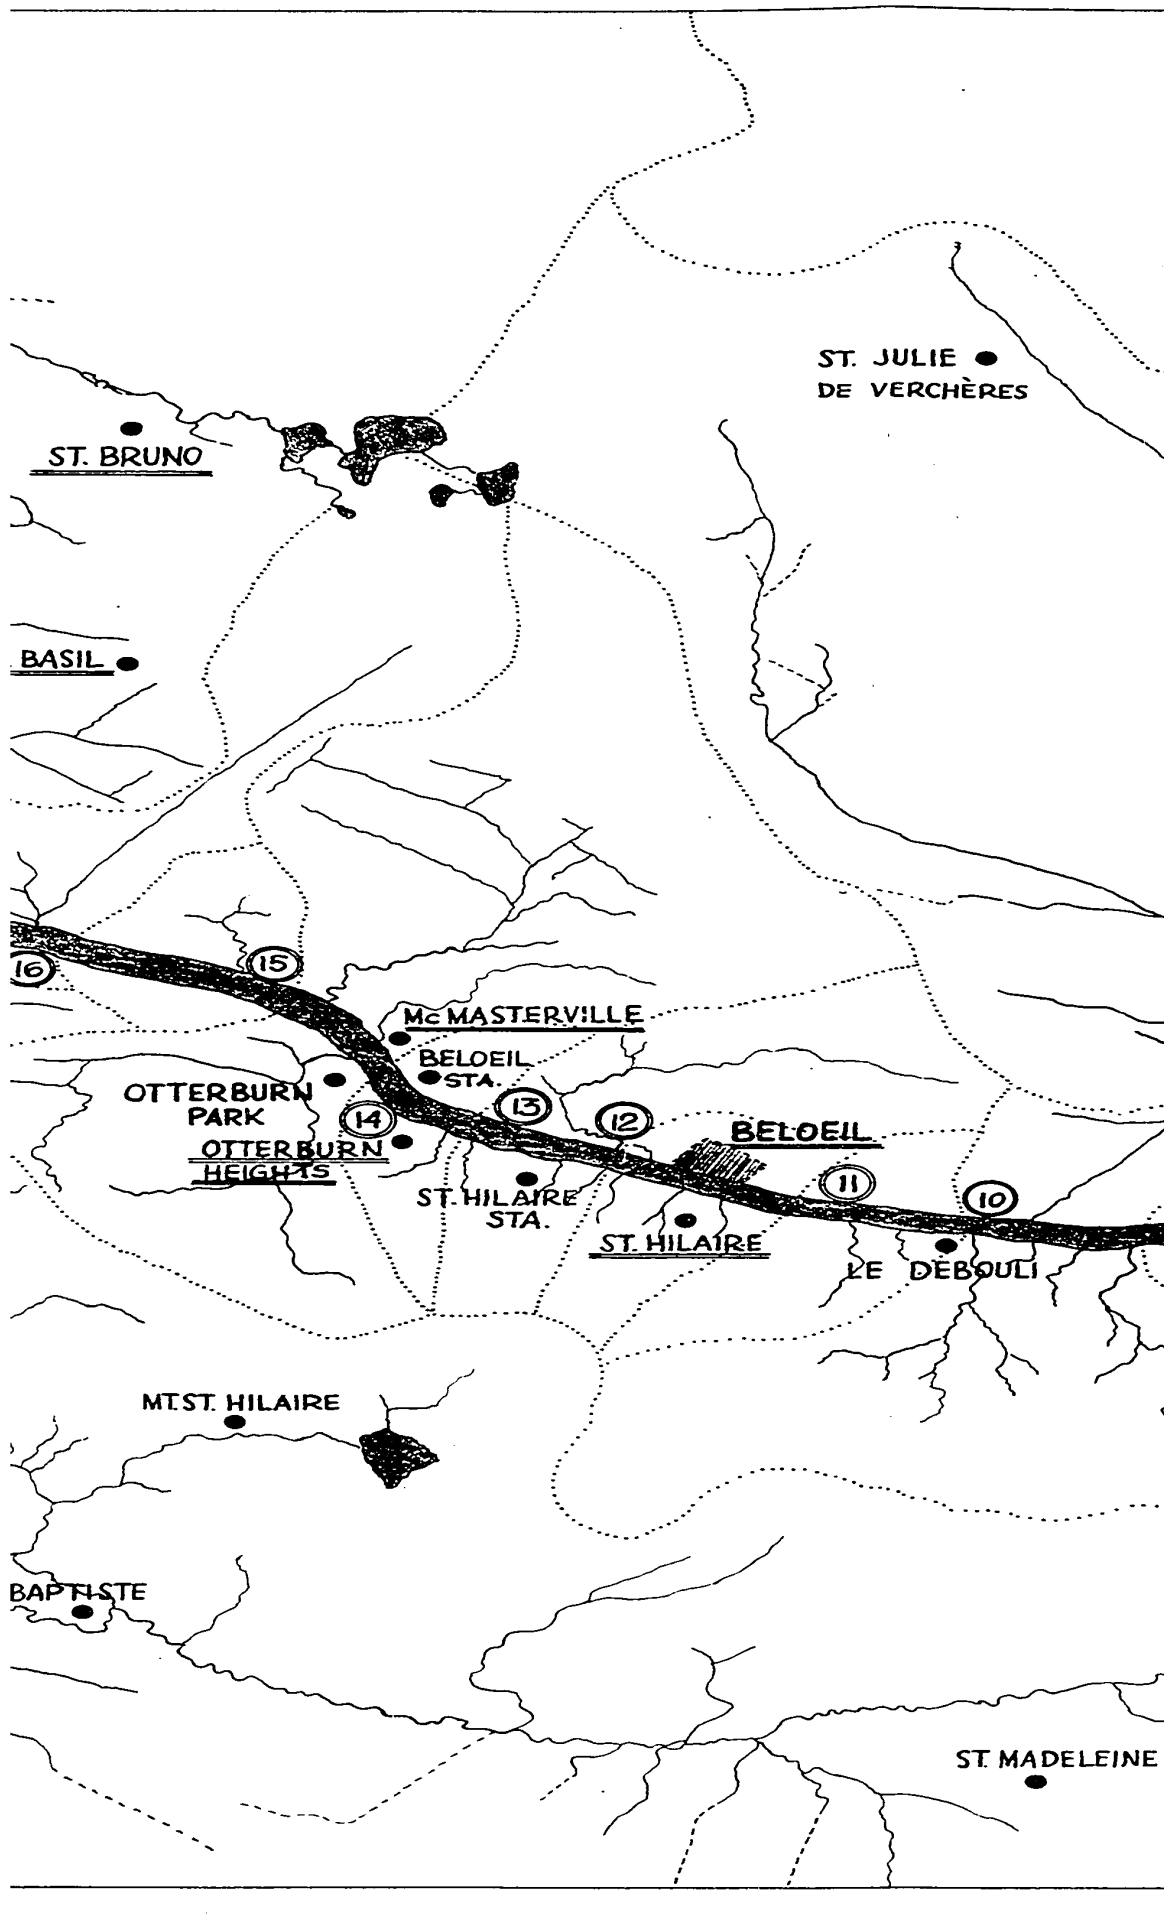 ST. JULIE
DE VERCHÈRES
ST. BRUNO
BASIL
16
15
McMASTERVILLE
BELOEIL
STA.
OTTERBURN
PARK
14
13
12
BELOEIL
OTTERBURN
HEIGHTS
11
10
ST. HILAIRE
STA.
ST. HILAIRE
LE DEBOULI
MT. ST. HILAIRE
BAPTISTE
ST. MADELEINE